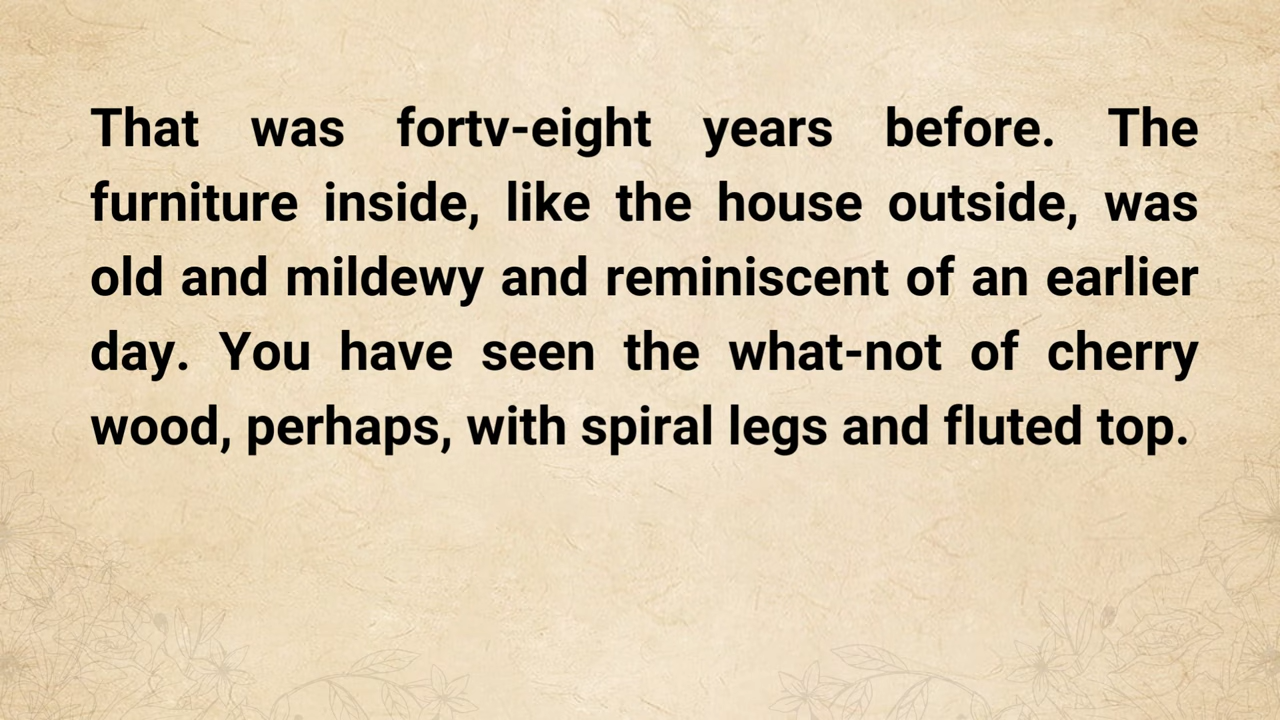 That was fortv-eight years before. The
furniture inside, like the house outside, was
old and mildewy and reminiscent of an earlier
day. You have seen the what-not of cherry
wood, perhaps, with spiral legs and fluted top.